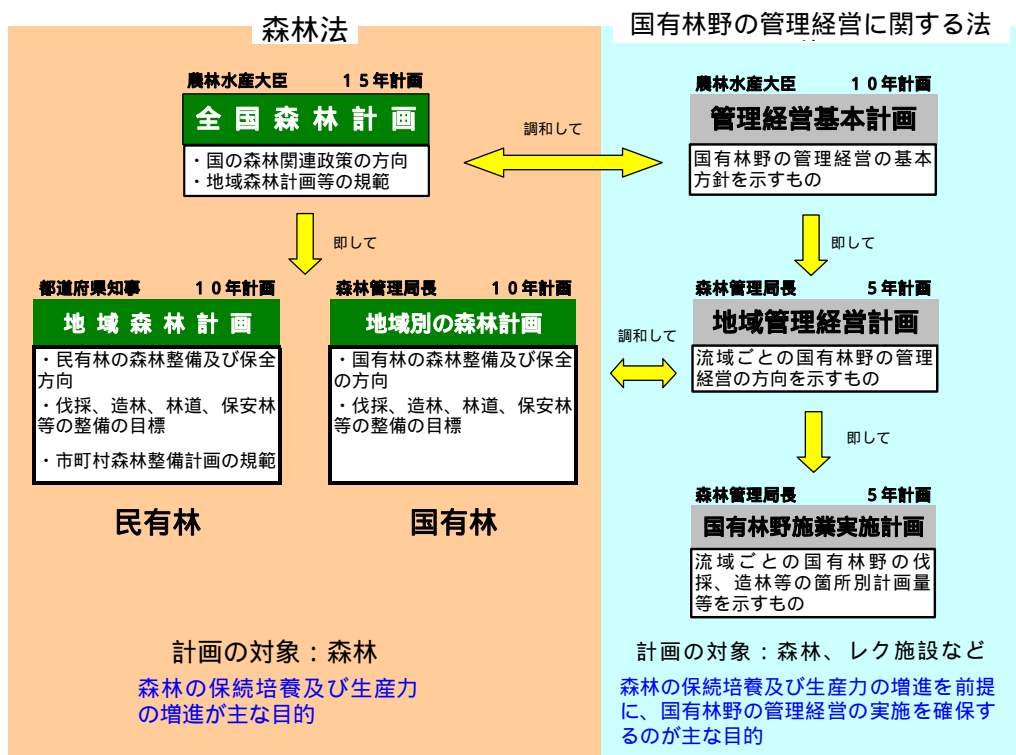 森林法
農林水産大臣 １５年計画
全国森林計画
・国の森林関連政策の方向
・地域森林計画等の規範
即して
都道府県知事 １０年計画
地域森林計画
・民有林の森林整備及び保全
方向
・伐採、造林、林道、保安林
等の整備の目標
・市町村森林整備計画の規範
民有林
森林管理局長 １０年計画
地域別の森林計画
・国有林の森林整備及び保全
の方向
・伐採、造林、林道、保安林
等の整備の目標
国有林
計画の対象：森林
森林の保続培養及び生産力
の増進が主な目的
調和して
調和して
国有林野の管理経営に関する法
農林水産大臣 １０年計画
管理経営基本計画
国有林野の管理経営の基本
方針を示すもの
即して
森林管理局長 ５年計画
地域管理経営計画
流域ごとの国有林野の管理
経営の方向を示すもの
即して
森林管理局長 ５年計画
国有林野施業実施計画
流域ごとの国有林野の伐
採、造林等の箇所別計画量
等を示すもの
計画の対象：森林、レク施設など
森林の保続培養及び生産力の増進を前提
に、国有林野の管理経営の実施を確保す
るのが主な目的